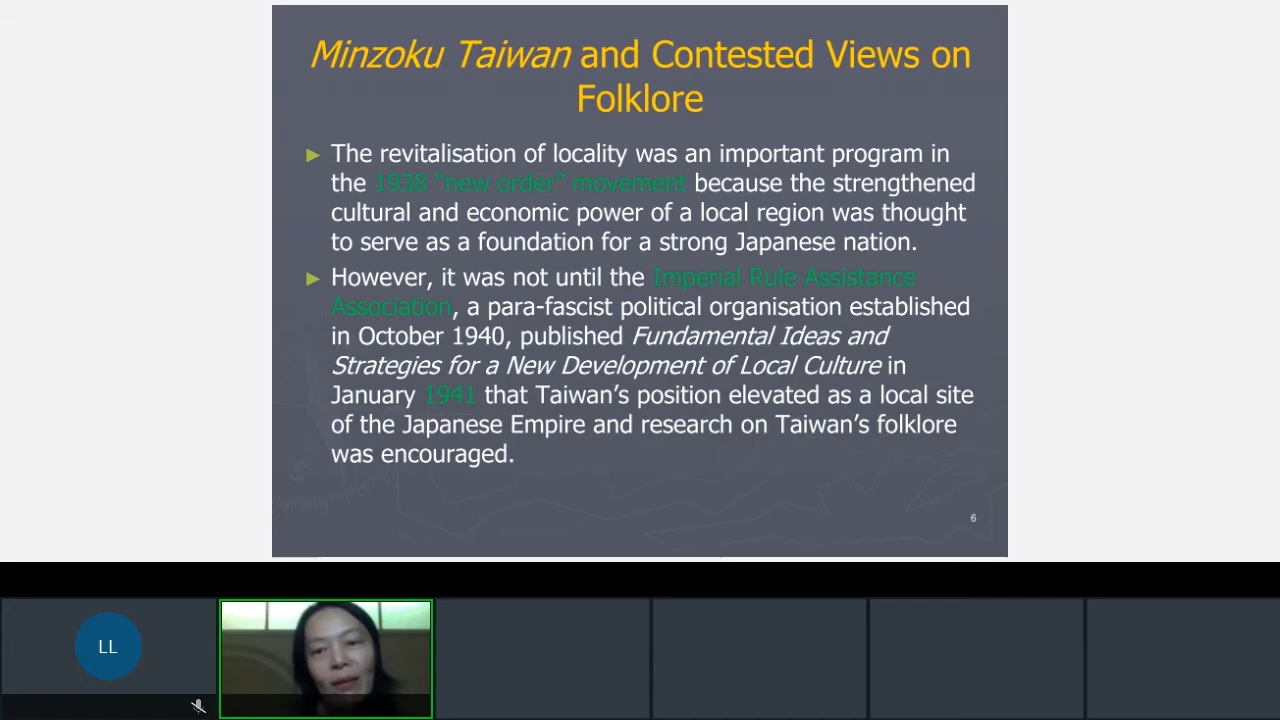 Minzoku Taiwan and Contested Views on
Folklore
► The revitalisation of locality was an important program in
the 1938 “new order” movement because the strengthened
cultural and economic power of a local region was thought
to serve as a foundation for a strong Japanese nation.
► However, it was not until the Imperial Rule Assistance
Association, a para-fascist political organisation established
in October 1940, published Fundamental Ideas and
Strategies for a New Development of Local Culture in
January 1941 that Taiwan’s position elevated as a local site
of the Japanese Empire and research on Taiwan’s folklore
was encouraged.
6
LL